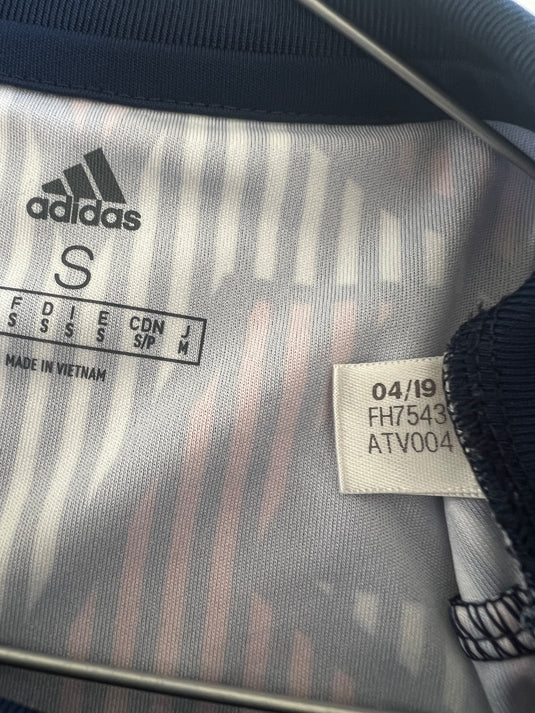 adidas
S
F D I E CDN J
S S S S S/P M
MADE IN VIETNAM
04/19
FH7543
ATV004